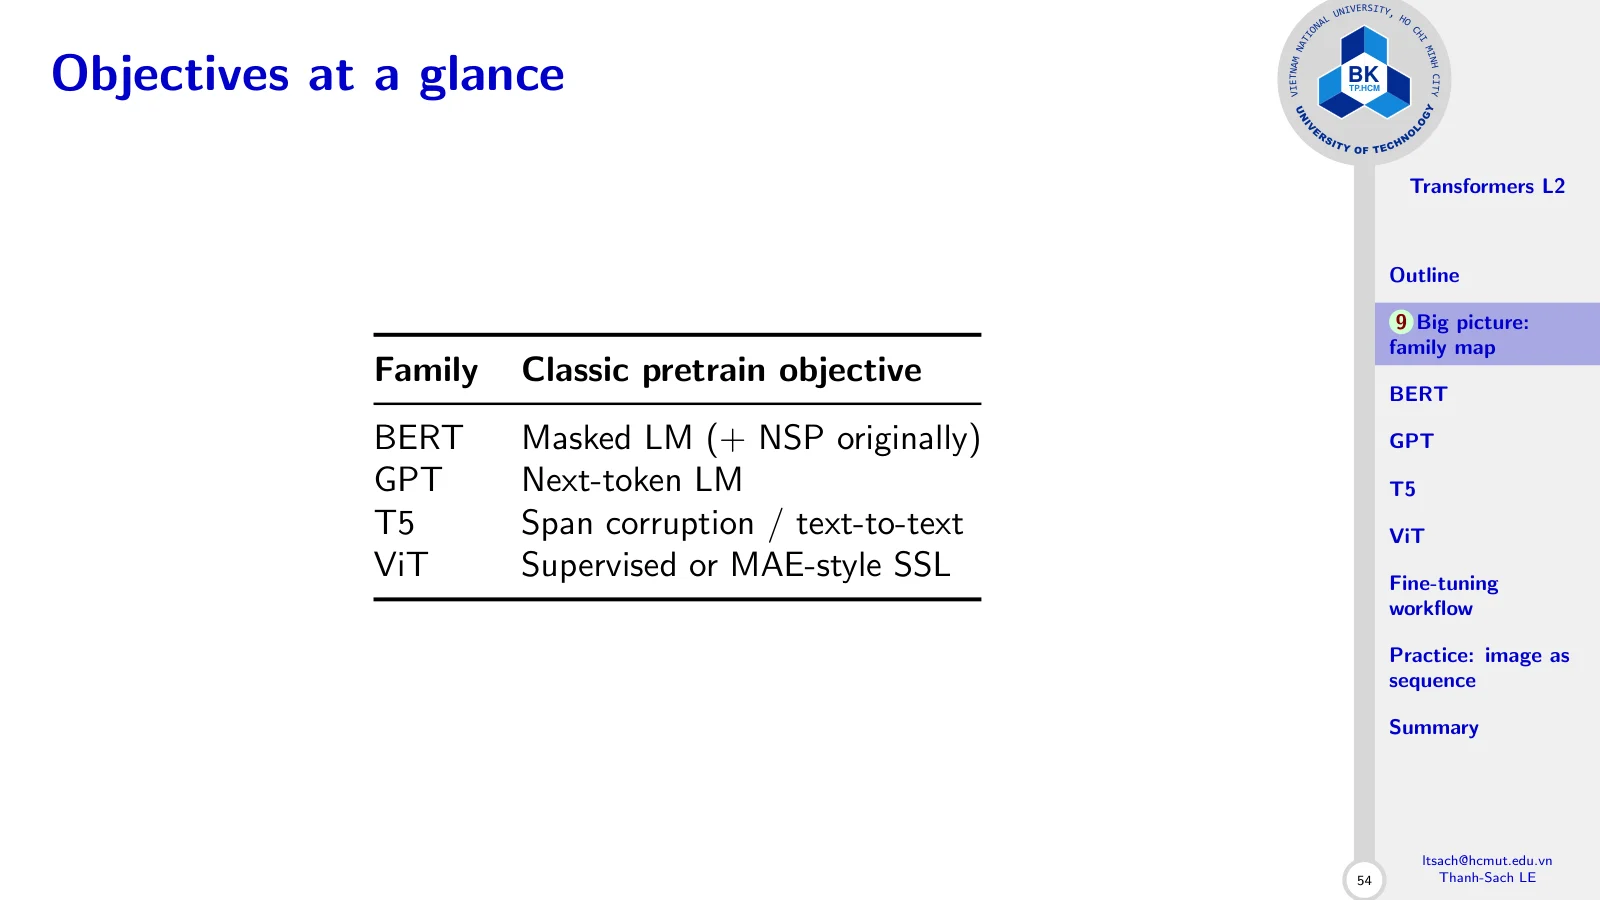 Objectives at a glance
VIETNAM NATIONAL UNIVERSITY, HO CHI MINH CITY
BK
TP.HCM
UNIVERSITY OF TECHNOLOGY
Transformers L2
Outline
9 Big picture:
family map
BERT
GPT
T5
ViT
Fine-tuning
workflow
Practice: image as
sequence
Summary
Family Classic pretrain objective
BERT Masked LM (+ NSP originally)
GPT Next-token LM
T5 Span corruption / text-to-text
ViT Supervised or MAE-style SSL
ltsach@hcmut.edu.vn
Thanh-Sach LE
54